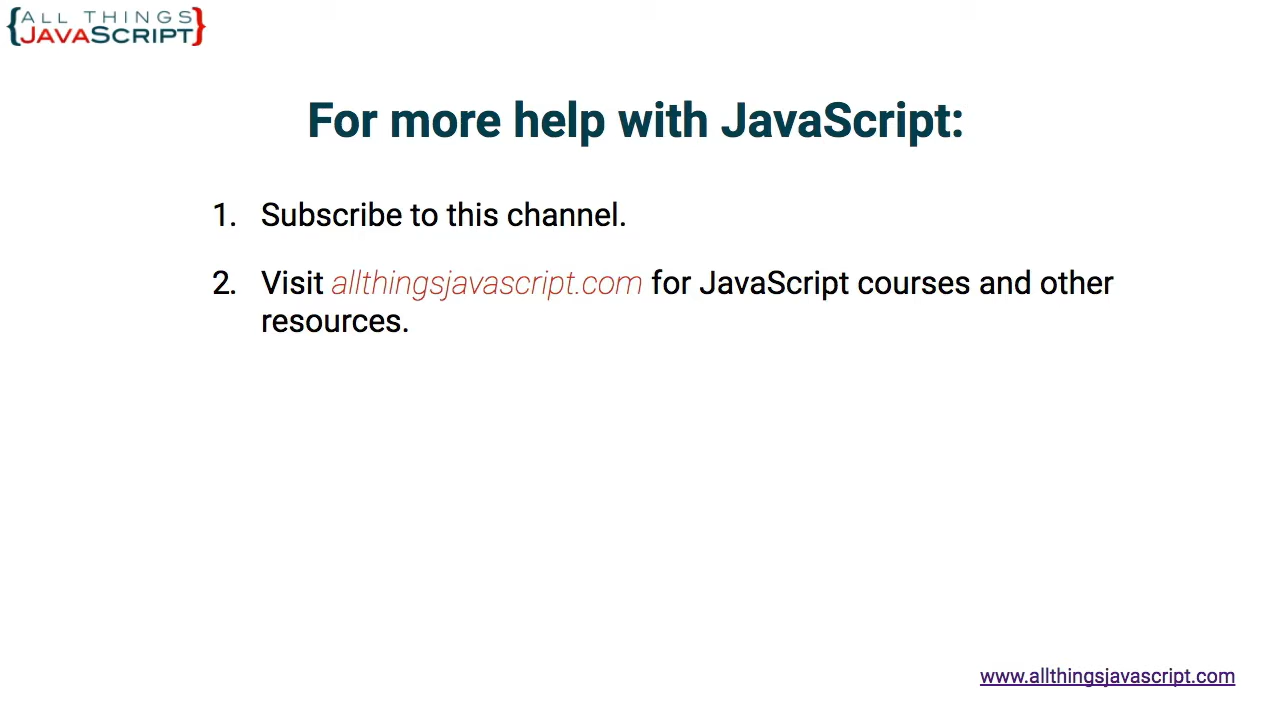 {ALL THINGS
JAVASCRIPT}
For more help with JavaScript:
1. Subscribe to this channel.
2. Visit allthingsjavascript.com for JavaScript courses and other
resources.
www.allthingsjavascript.com